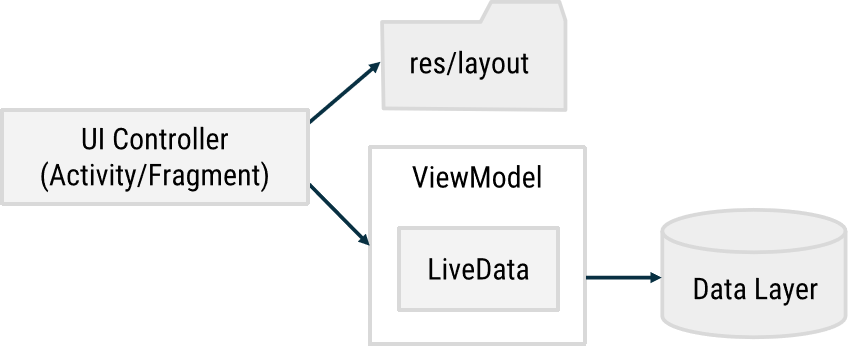 res/layout
UI Controller
(Activity/Fragment)
ViewModel
LiveData
Data Layer